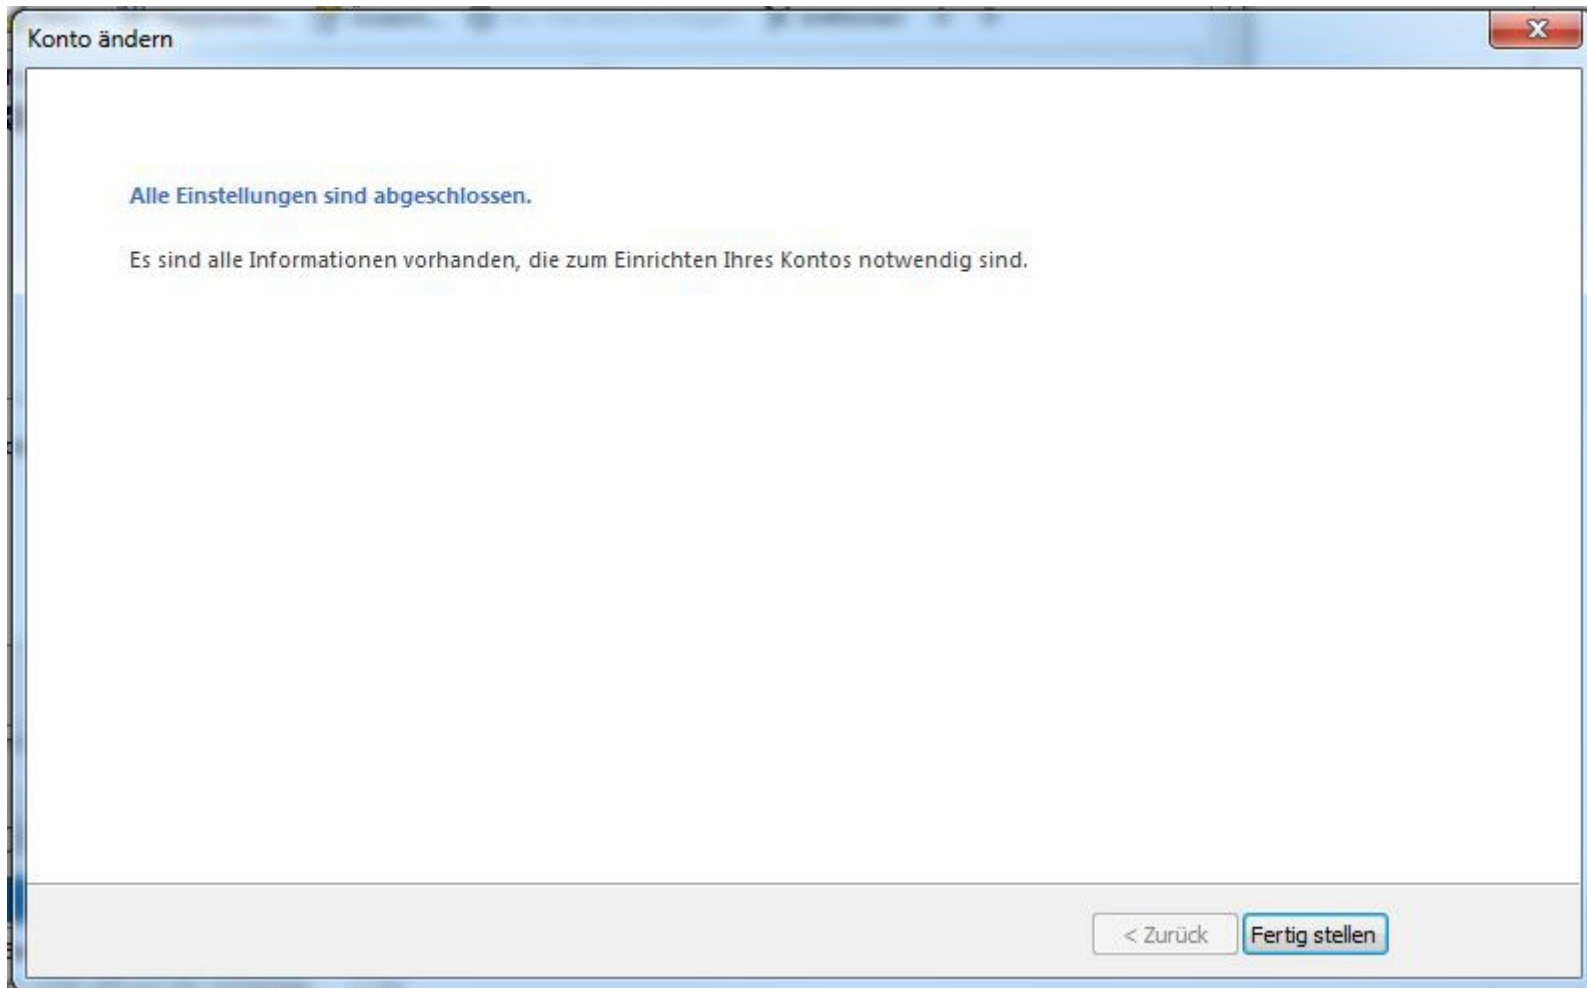 Konto ändern
Alle Einstellungen sind abgeschlossen.
Es sind alle Informationen vorhanden, die zum Einrichten Ihres Kontos notwendig sind.
< Zurück
Fertig stellen